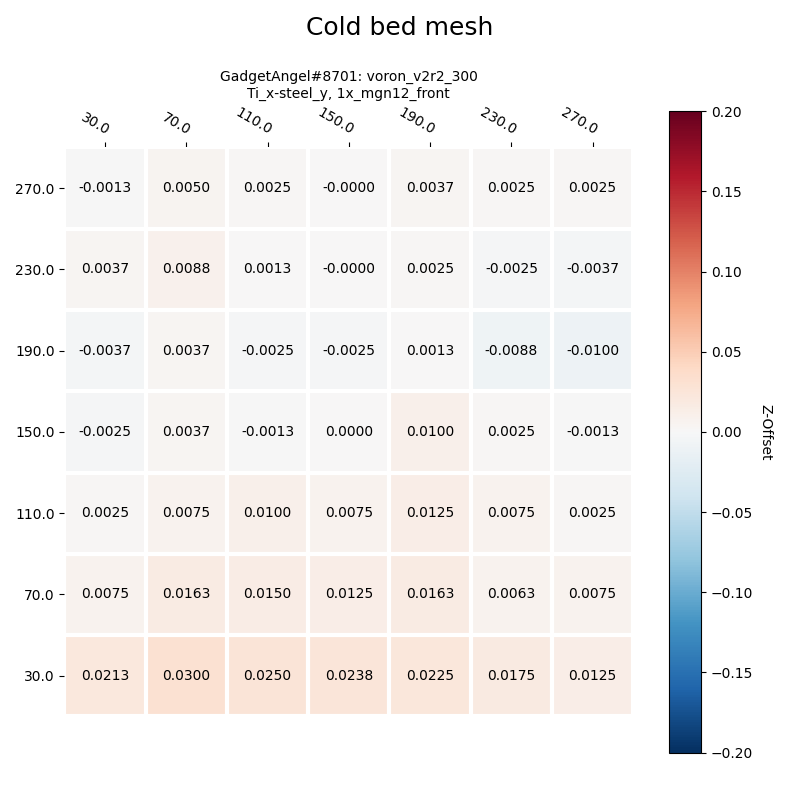 Cold bed mesh
GadgetAngel#8701: voron_v2r2_300
Ti_x-steel_y, 1x_mgn12_front
30.0 70.0 110.0 150.0 190.0 230.0 270.0
270.0 -0.0013 0.0050 0.0025 -0.0000 0.0037 0.0025 0.0025
230.0 0.0037 0.0088 0.0013 -0.0000 0.0025 -0.0025 -0.0037
190.0 -0.0037 0.0037 -0.0025 -0.0025 0.0013 -0.0088 -0.0100
150.0 -0.0025 0.0037 -0.0013 0.0000 0.0100 0.0025 -0.0013
110.0 0.0025 0.0075 0.0100 0.0075 0.0125 0.0075 0.0025
70.0 0.0075 0.0163 0.0150 0.0125 0.0163 0.0063 0.0075
30.0 0.0213 0.0300 0.0250 0.0238 0.0225 0.0175 0.0125
0.20
0.15
0.10
0.05
0.00
−0.05
−0.10
−0.15
−0.20
Z-Offset